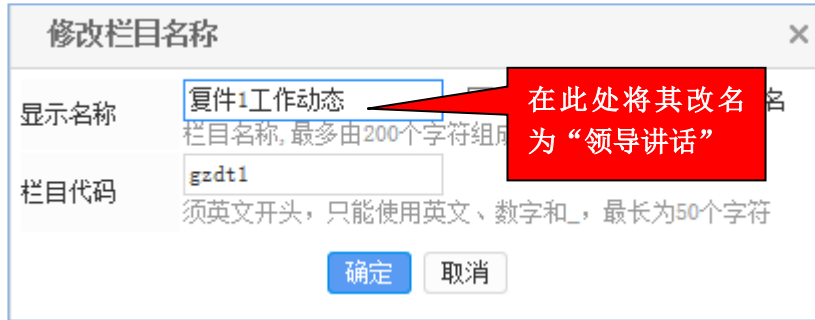 修改栏目名称
×
显示名称
复件1工作动态
名
栏目名称,最多由200个字符组成
在此处将其改名
为“领导讲话”
栏目代码
gzdt1
须英文开头，只能使用英文、数字和_，最长为50个字符
确定 取消